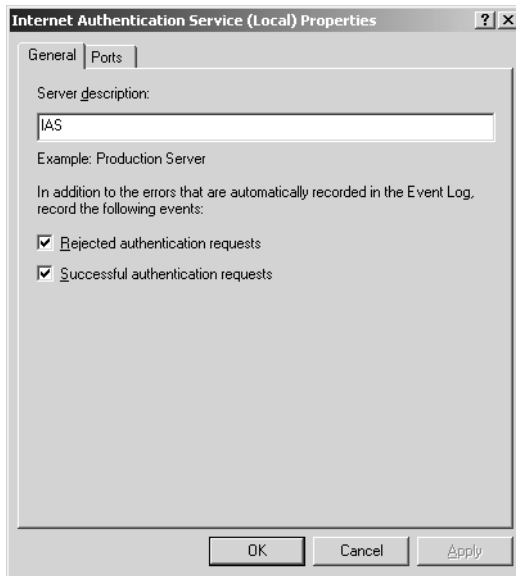 Internet Authentication Service (Local) Properties
General Ports
Server description:
IAS
Example: Production Server
In addition to the errors that are automatically recorded in the Event Log,
record the following events:
Rejected authentication requests
Successful authentication requests
OK Cancel Apply